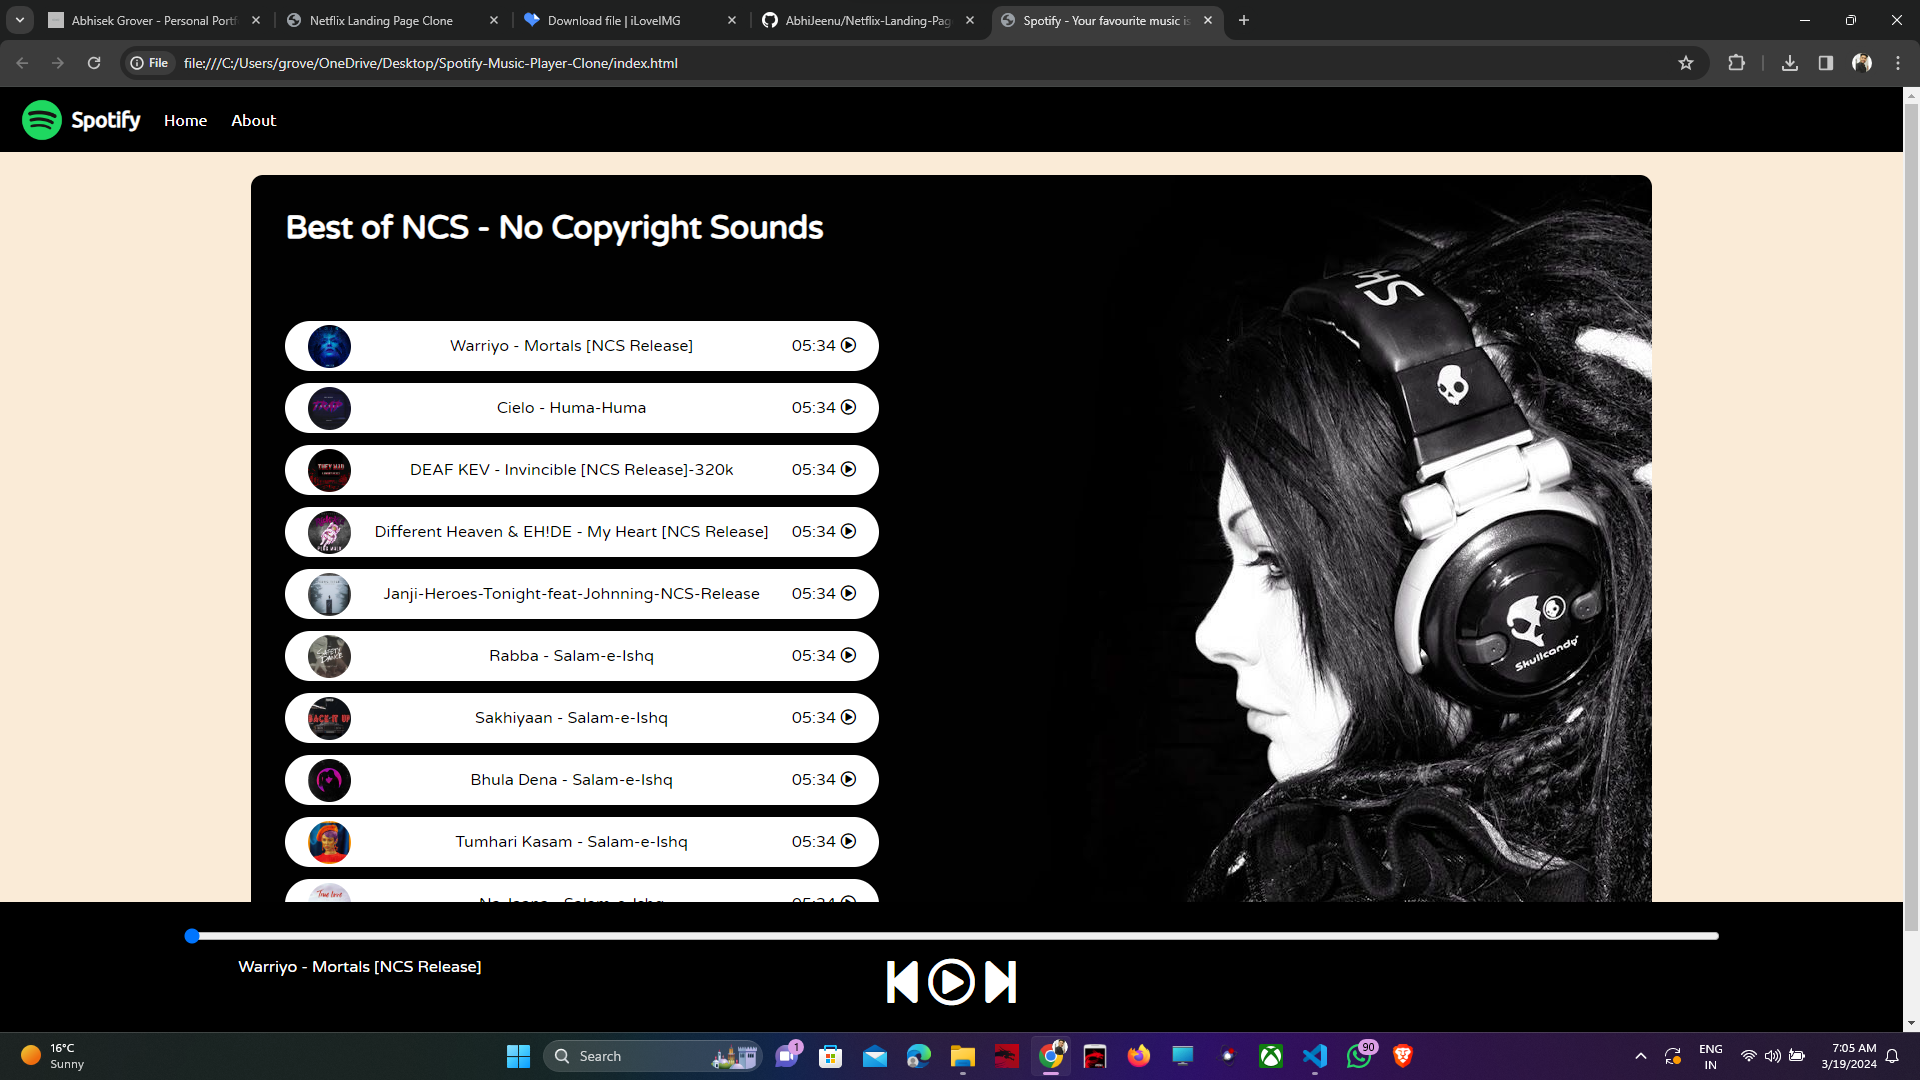 Abhisek Grover - Personal Portf
Netflix Landing Page Clone
Download file | iLoveIMG
AbhiJeenu/Netflix-Landing-Pag
Spotify - Your favourite music is
File
file:///C:/Users/grove/OneDrive/Desktop/Spotify-Music-Player-Clone/index.html
Spotify
Home
About
Best of NCS - No Copyright Sounds
Warriyo - Mortals [NCS Release] 05:34
Cielo - Huma-Huma 05:34
DEAF KEV - Invincible [NCS Release]-320k 05:34
Different Heaven & EH!DE - My Heart [NCS Release] 05:34
Janji-Heroes-Tonight-feat-Johnning-NCS-Release 05:34
Rabba - Salam-e-Ishq 05:34
Sakhiyaan - Salam-e-Ishq 05:34
Bhula Dena - Salam-e-Ishq 05:34
Tumhari Kasam - Salam-e-Ishq 05:34
Salam-e-Ishq 05:34
SK
Skullcandy
Warriyo - Mortals [NCS Release]
16°C
Sunny
Search
1
90
ENG
IN
7:05 AM
3/19/2024